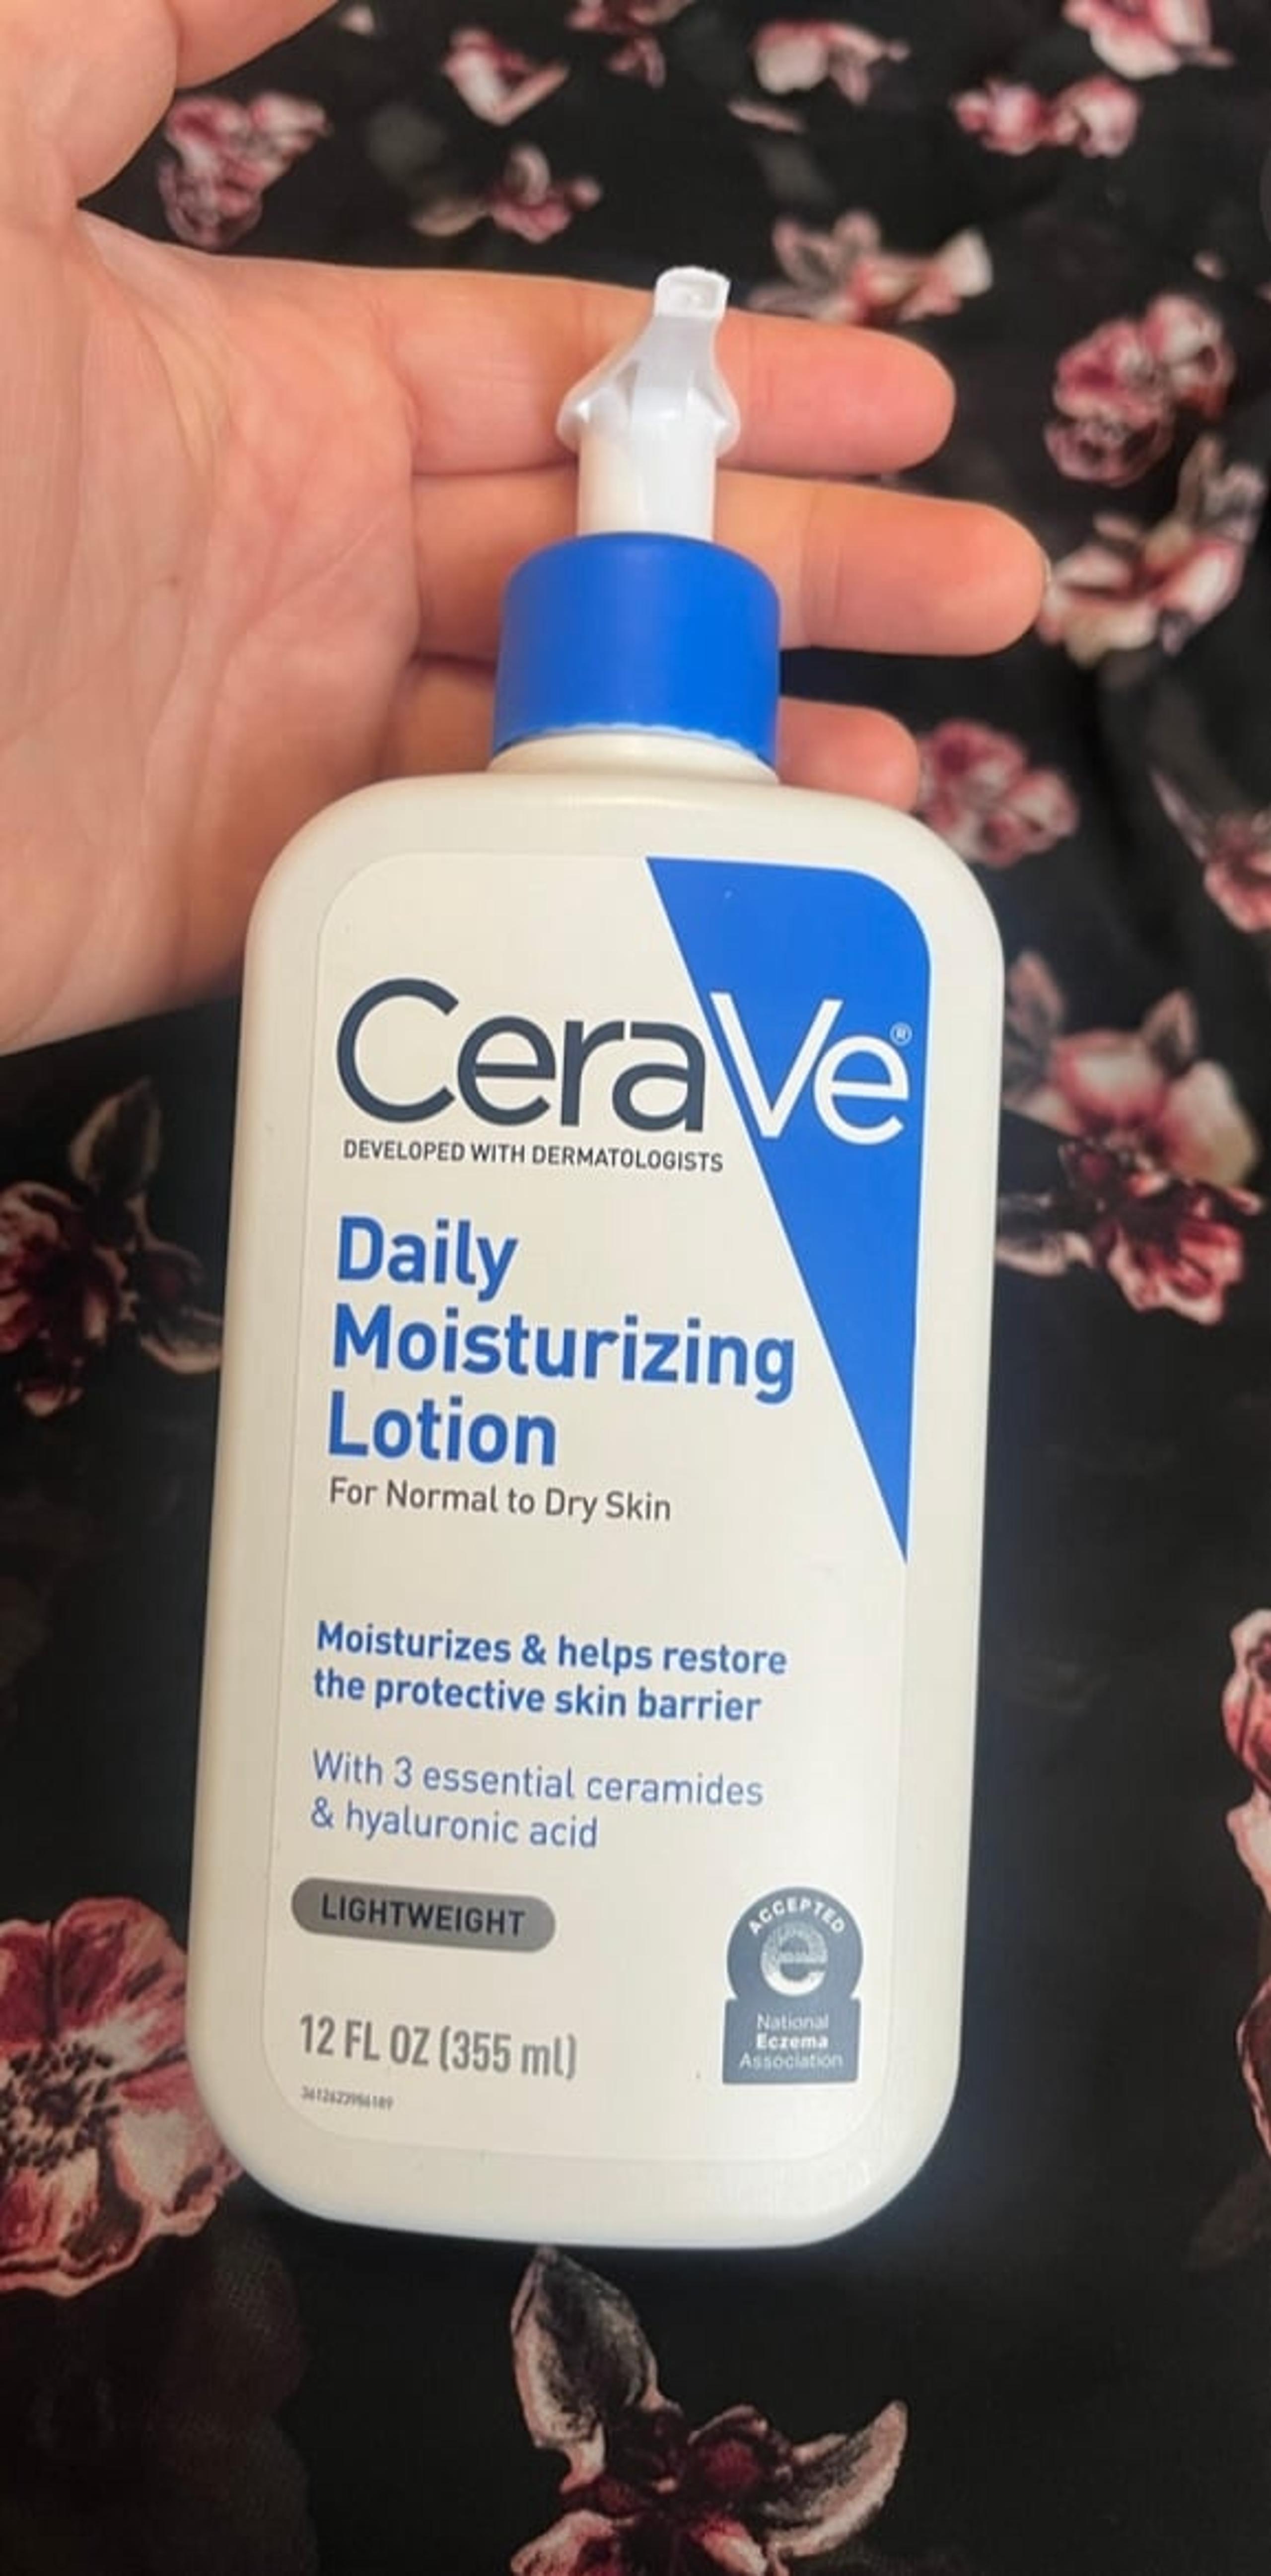 CeraVe®
DEVELOPED WITH DERMATOLOGISTS
Daily
Moisturizing
Lotion
For Normal to Dry Skin
Moisturizes & helps restore
the protective skin barrier
With 3 essential ceramides
& hyaluronic acid
LIGHTWEIGHT
12 FL OZ (355 ml)
3612623986189
ACCEPTED
e
National
Eczema
Association